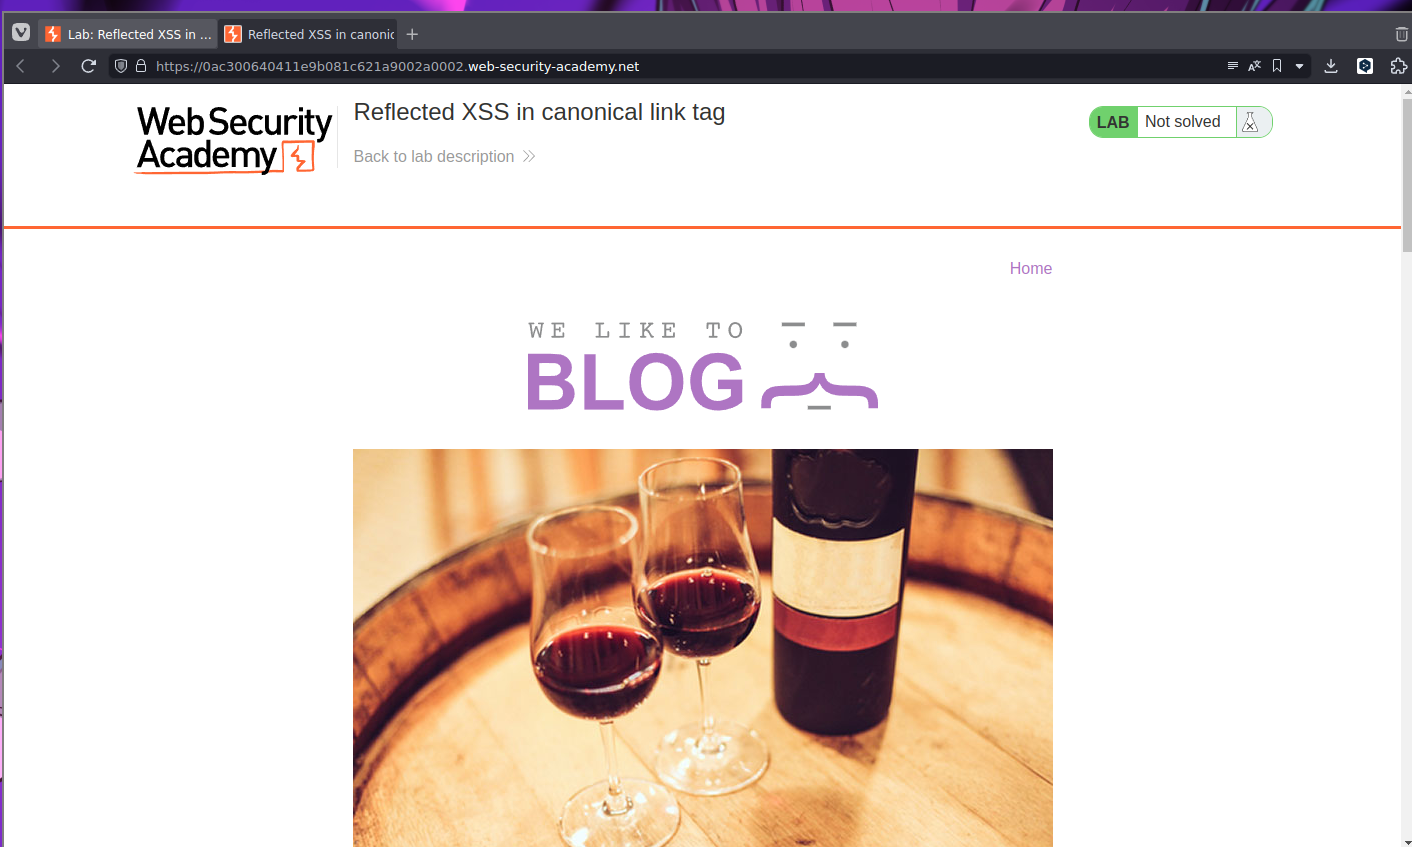 Lab: Reflected XSS in ...
Reflected XSS in canonic
https://0ac300640411e9b081c621a9002a0002.web-security-academy.net
Web Security
Academy
Reflected XSS in canonical link tag
Back to lab description
LAB Not solved
Home
WE LIKE TO
BLOG